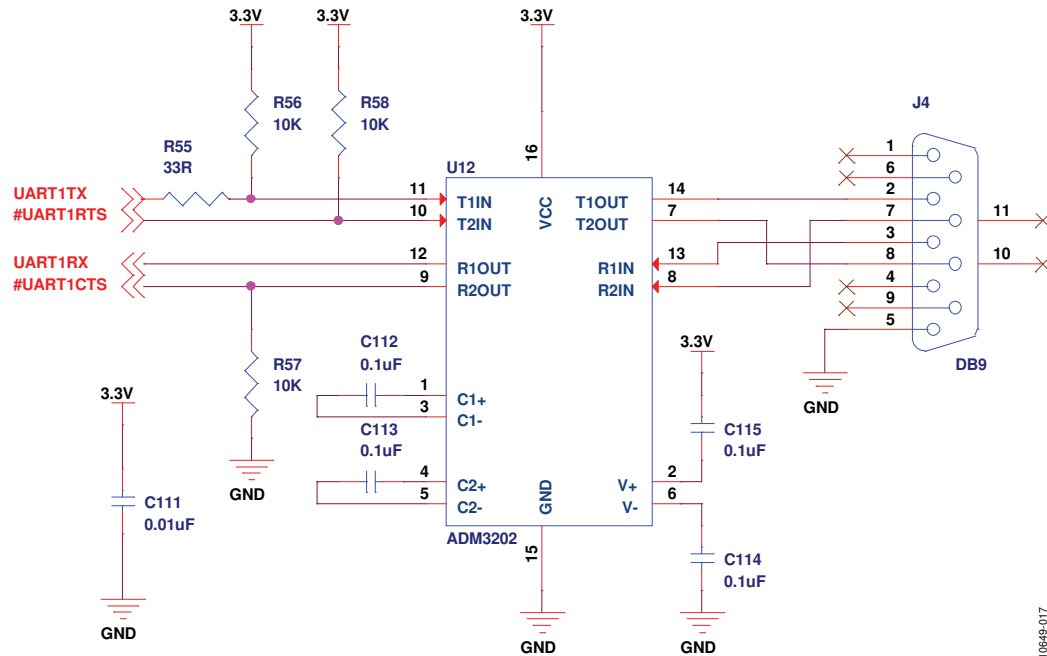 3.3V
3.3V
3.3V
J4
R56
10K
R58
10K
R55
33R
16
U12
1
6
2
7
3
8
4
9
5
11
10
UART1TX
#UART1RTS
11
10
T1IN
T2IN
VCC
T1OUT
T2OUT
14
7
UART1RX
#UART1CTS
12
9
R1OUT
R2OUT
R1IN
R2IN
13
8
DB9
GND
R57
10K
GND
C112
0.1uF
1
3
C1+
C1-
C113
0.1uF
4
5
C2+
C2-
GND
V+
V-
2
6
3.3V
C115
0.1uF
3.3V
C111
0.01uF
GND
ADM3202
15
GND
C114
0.1uF
GND
10649-017